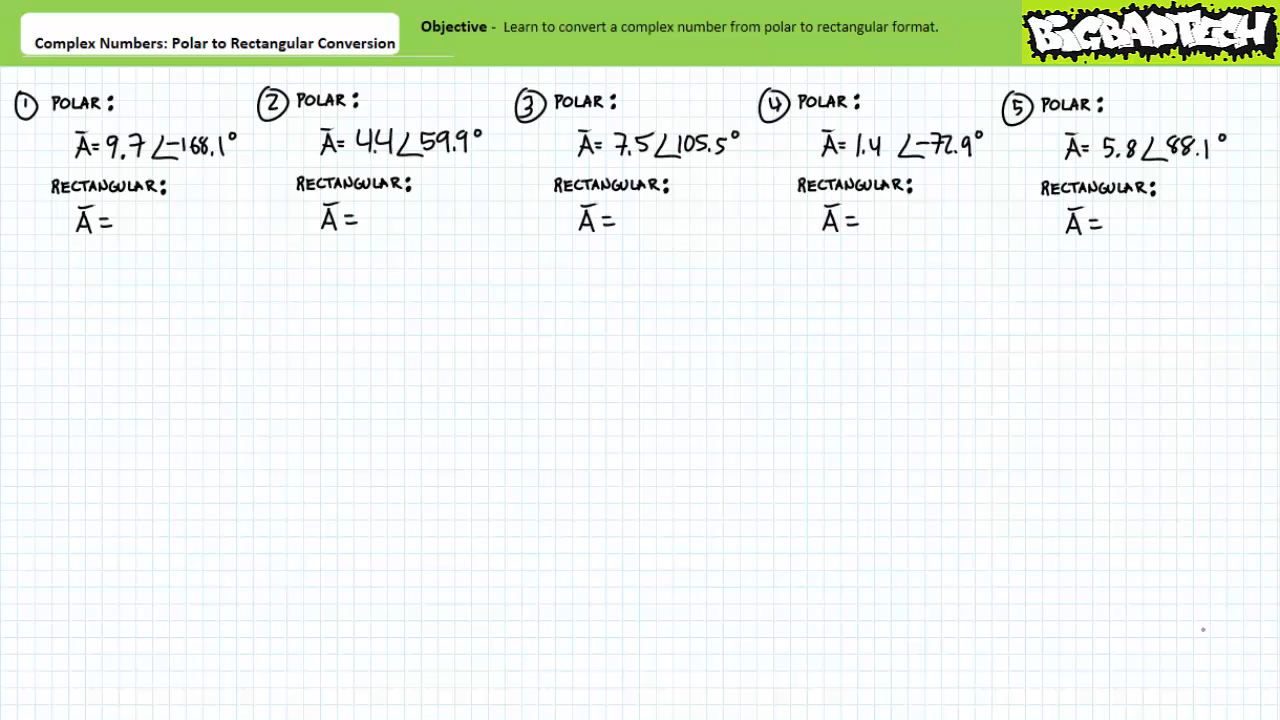 Complex Numbers: Polar to Rectangular Conversion
Objective - Learn to convert a complex number from polar to rectangular format.
BIGBADTECH
① POLAR:
Ā= 9.7∠-168.1°
RECTANGULAR:
Ā=
② POLAR:
Ā= 4.4∠59.9°
RECTANGULAR:
Ā=
③ POLAR:
Ā= 7.5∠105.5°
RECTANGULAR:
Ā=
④ POLAR:
Ā= 1.4 ∠-72.9°
RECTANGULAR:
Ā=
⑤ POLAR:
Ā= 5.8∠88.1°
RECTANGULAR:
Ā=